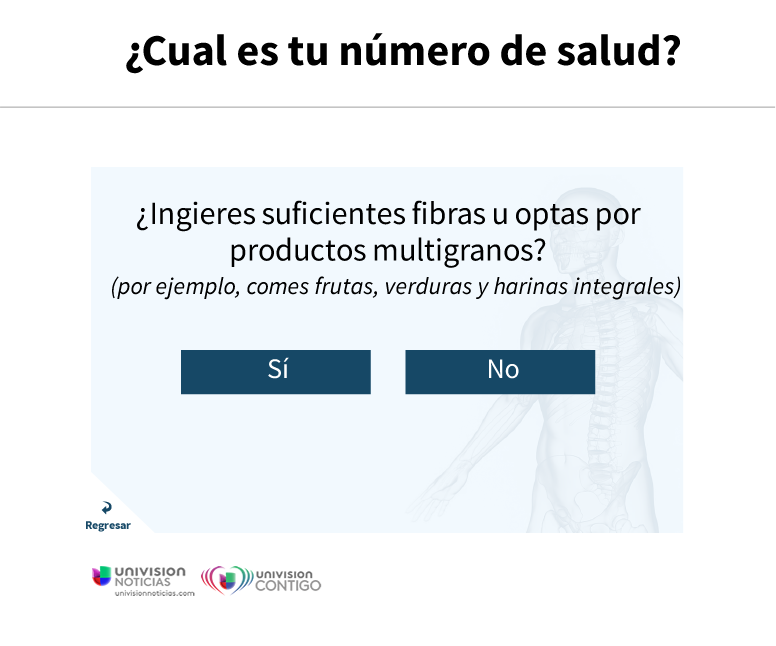 ¿Cual es tu número de salud?
¿Ingieres suficientes fibras u optas por
productos multigranos?
(por ejemplo, comes frutas, verduras y harinas integrales)
Sí
No
Regresar
UNIVISION
NOTICIAS
univisionnoticias.com
UNIVISION
CONTIGO